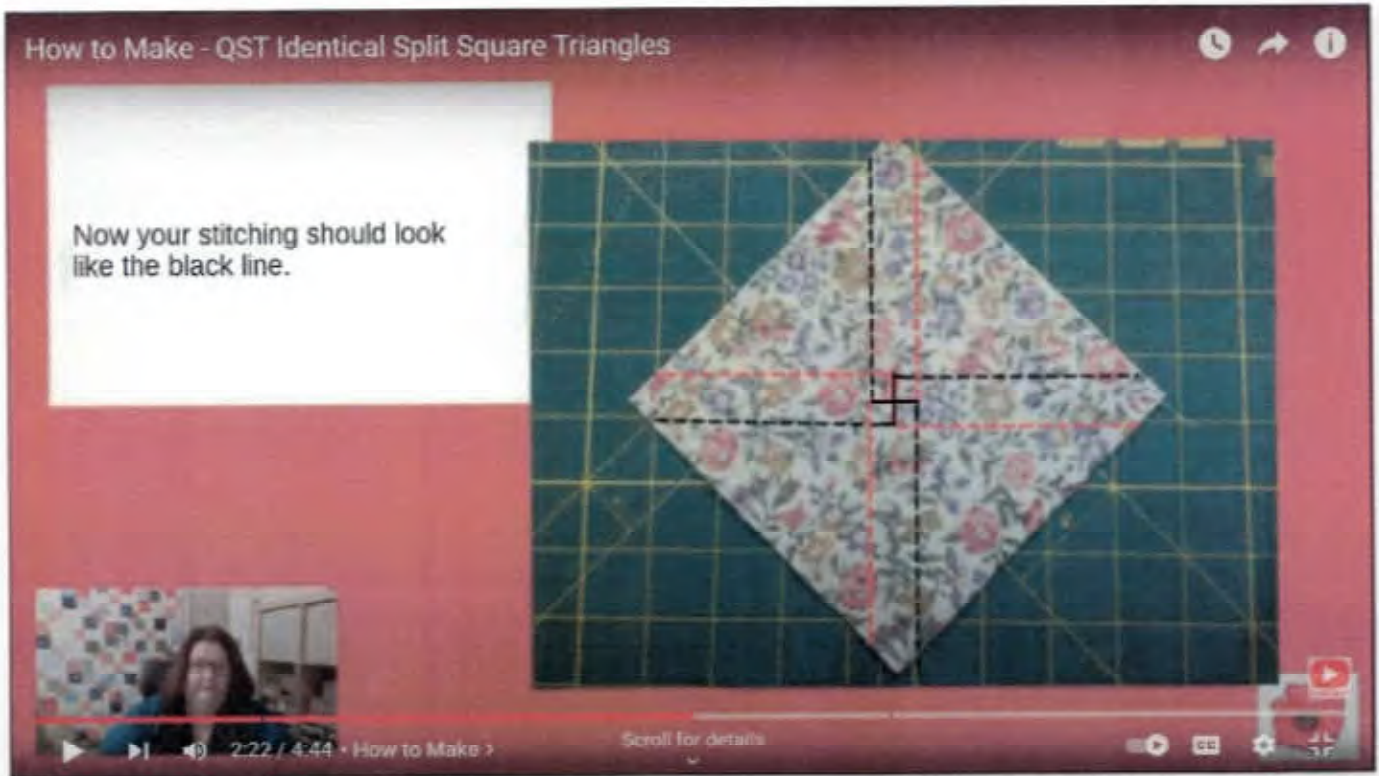 How to Make - QST Identical Split Square Triangles
Now your stitching should look
like the black line.
2:22 / 4:44 • How to Make >
Scroll for details
CC